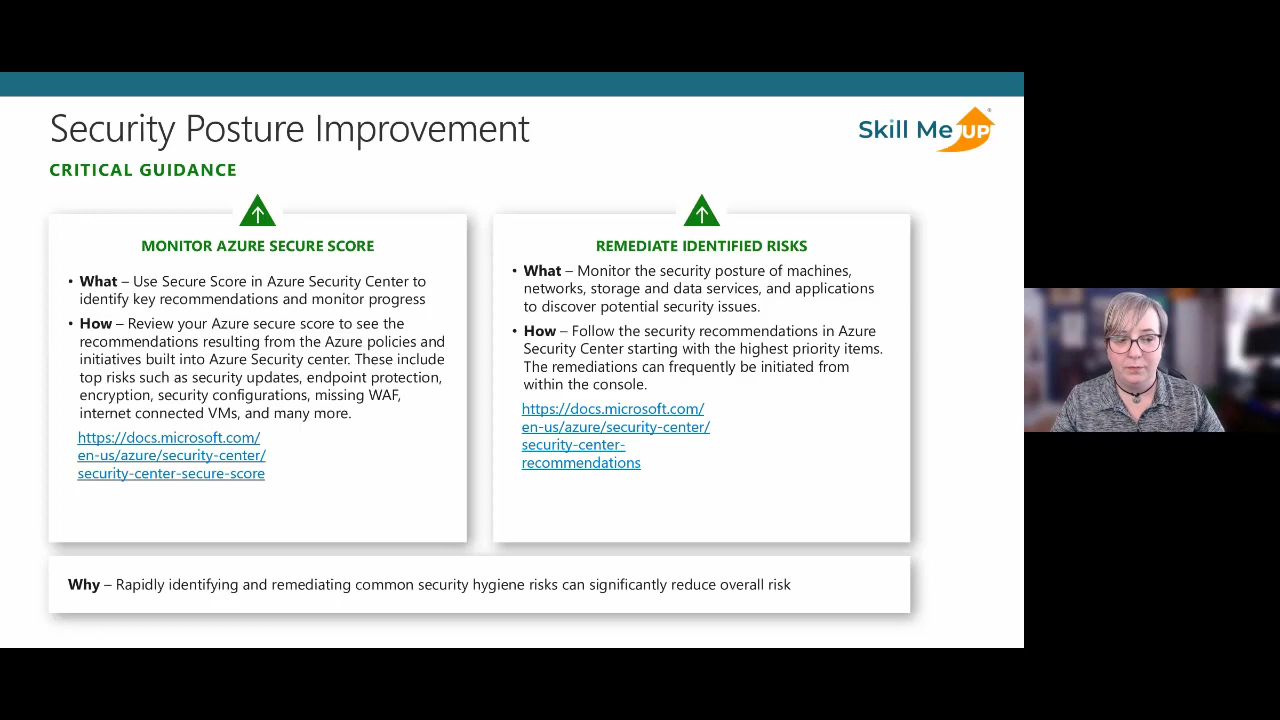 Security Posture Improvement
Skill Me UP
®
CRITICAL GUIDANCE
MONITOR AZURE SECURE SCORE
• What – Use Secure Score in Azure Security Center to
identify key recommendations and monitor progress
• How – Review your Azure secure score to see the
recommendations resulting from the Azure policies and
initiatives built into Azure Security center. These include
top risks such as security updates, endpoint protection,
encryption, security configurations, missing WAF,
internet connected VMs, and many more.
https://docs.microsoft.com/
en-us/azure/security-center/
security-center-secure-score
REMEDIATE IDENTIFIED RISKS
• What – Monitor the security posture of machines,
networks, storage and data services, and applications
to discover potential security issues.
• How – Follow the security recommendations in Azure
Security Center starting with the highest priority items.
The remediations can frequently be initiated from
within the console.
https://docs.microsoft.com/
en-us/azure/security-center/
security-center-
recommendations
Why – Rapidly identifying and remediating common security hygiene risks can significantly reduce overall risk